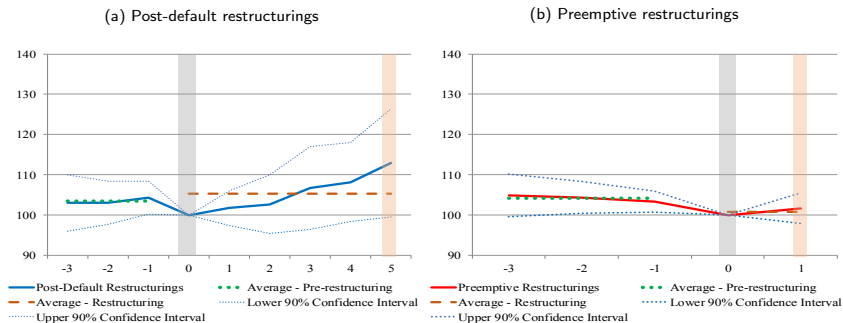 (a) Post-default restructurings
140
130
120
110
100
90
-3 -2 -1 0 1 2 3 4 5
Post-Default Restructurings Average - Pre-restructuring
Average - Restructuring Lower 90% Confidence Interval
Upper 90% Confidence Interval
(b) Preemptive restructurings
140
130
120
110
100
90
-3 -2 -1 0 1
Preemptive Restructurings Average - Pre-restructuring
Average - Restructuring Lower 90% Confidence Interval
Upper 90% Confidence Interval